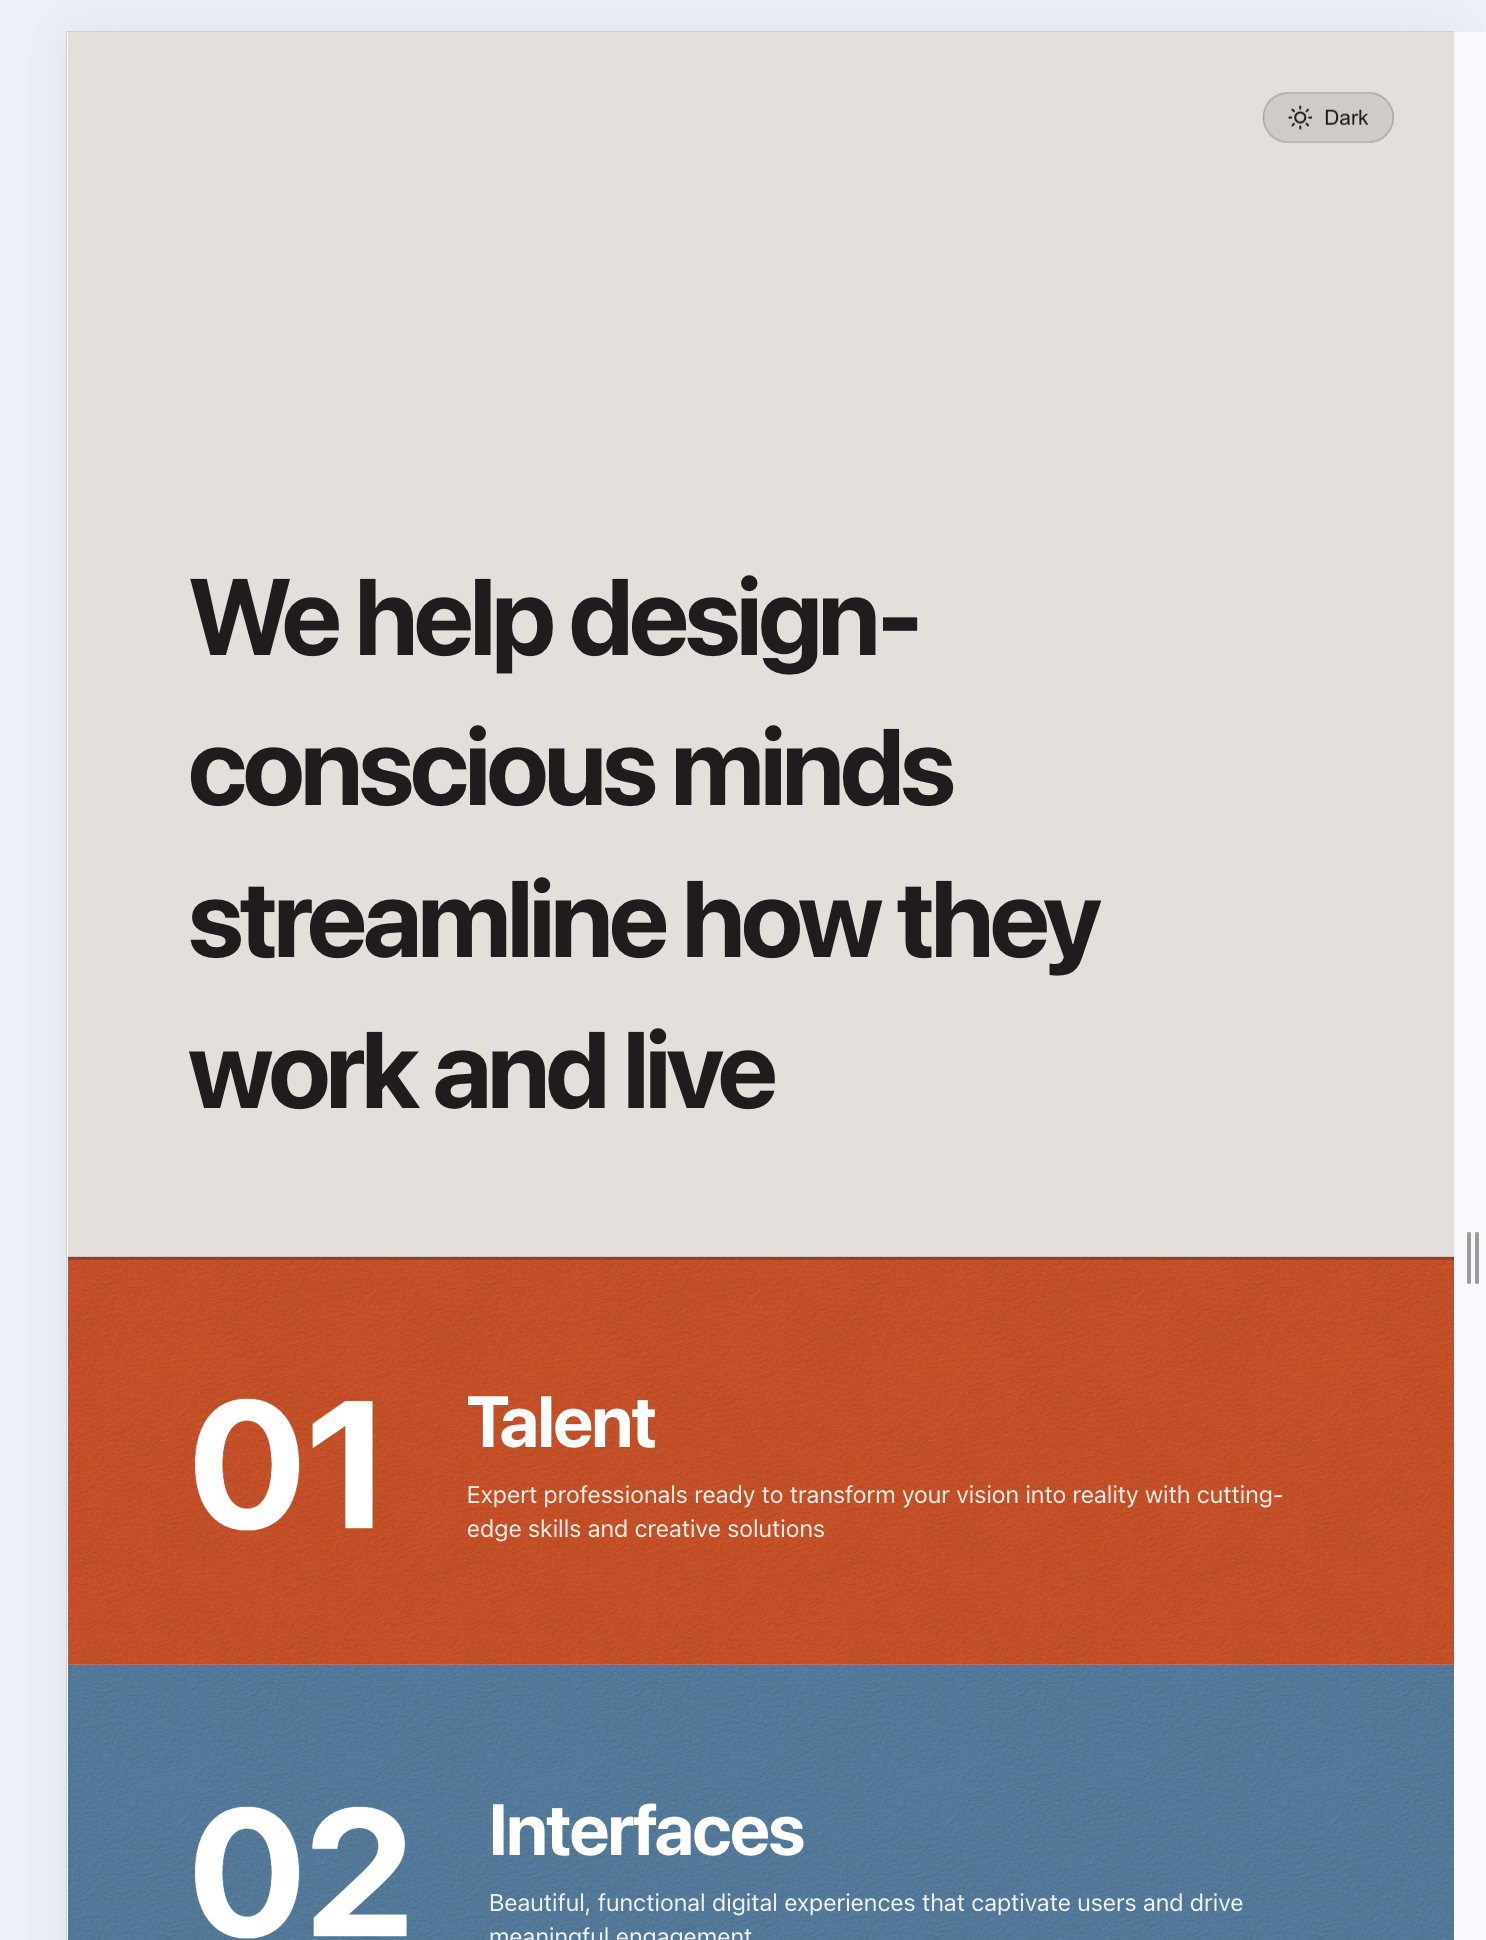 Dark
We help design-
conscious minds
streamline how they
work and live
01
Talent
Expert professionals ready to transform your vision into reality with cutting-
edge skills and creative solutions
02
Interfaces
Beautiful, functional digital experiences that captivate users and drive
meaningful engagement